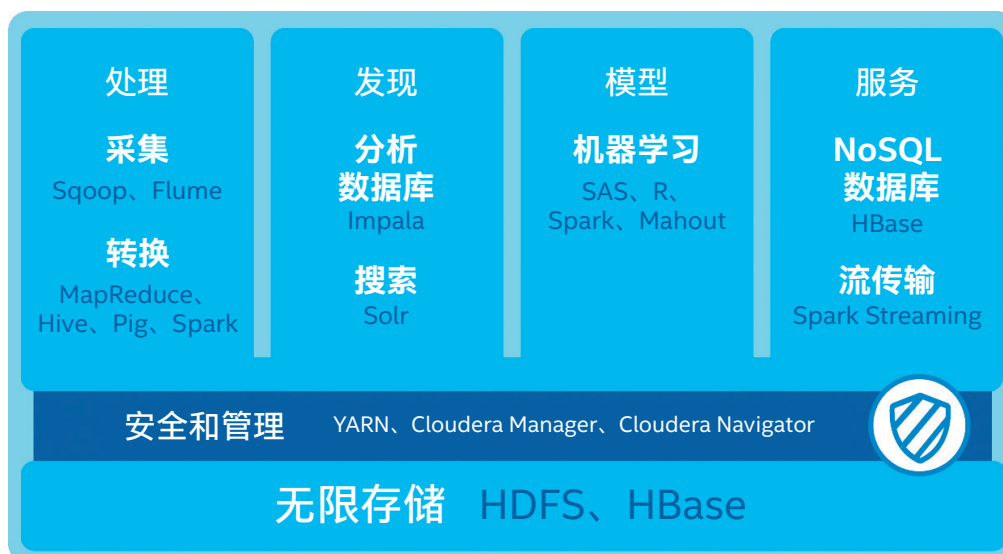 处理
采集
Sqoop、Flume
转换
MapReduce、
Hive、Pig、Spark
发现
分析
数据库
Impala
搜索
Solr
模型
机器学习
SAS、R、
Spark、Mahout
服务
NoSQL
数据库
HBase
流传输
Spark Streaming
安全和管理 YARN、Cloudera Manager、Cloudera Navigator
无限存储 HDFS、HBase